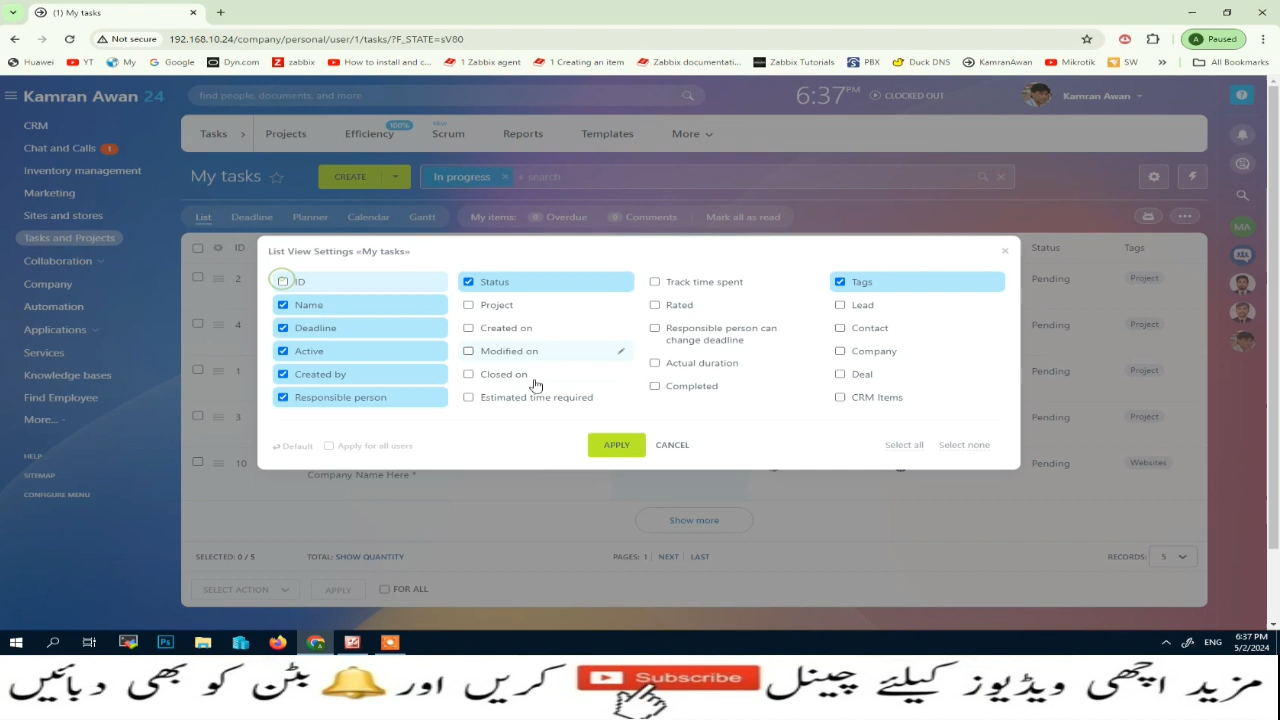 (1) My tasks
Not secure 192.168.10.24/company/personal/user/1/tasks/?F_STATE=sV80 A Paused
Huawei YT My Google Dyn.com zabbix How to install and c... 1 Zabbix agent 1 Creating an item Zabbix documentati... Zabbix Tutorials PBX Duck DNS KamranAwan Mikrotik SW All Bookmarks
Kamran Awan 24 find people, documents, and more 6:37 PM CLOCKED OUT Kamran Awan
CRM
Chat and Calls 1
Inventory management
Marketing
Sites and stores
Tasks and Projects
Collaboration
Company
Automation
Applications
Services
Knowledge bases
Find Employee
More...
HELP
SITEMAP
CONFIGURE MENU
Tasks Projects Efficiency 100% NEW Scrum Reports Templates More
My tasks CREATE In progress + search
List Deadline Planner Calendar Gantt My items: 0 Overdue 0 Comments Mark all as read
ID Status Tags
2 Pending Project
4 Pending Project
1 Pending Project
3 Pending Project
10 Pending Websites
Company Name Here.*
MA
List View Settings «My tasks»
ID Status Track time spent Tags
Name Project Rated Lead
Deadline Created on Responsible person can change deadline Contact
Active Modified on Company
Created by Closed on Actual duration Deal
Responsible person Estimated time required Completed CRM Items
Default Apply for all users APPLY CANCEL Select all Select none
Show more
SELECTED: 0 / 5 TOTAL: SHOW QUANTITY PAGES: 1 NEXT LAST RECORDS: 5
SELECT ACTION APPLY FOR ALL
ENG 6:37 PM
5/2/2024
مزید اچھی ویڈیوز کیلئے چینل Subscribe کریں اور بٹن کو بھی دبائیں